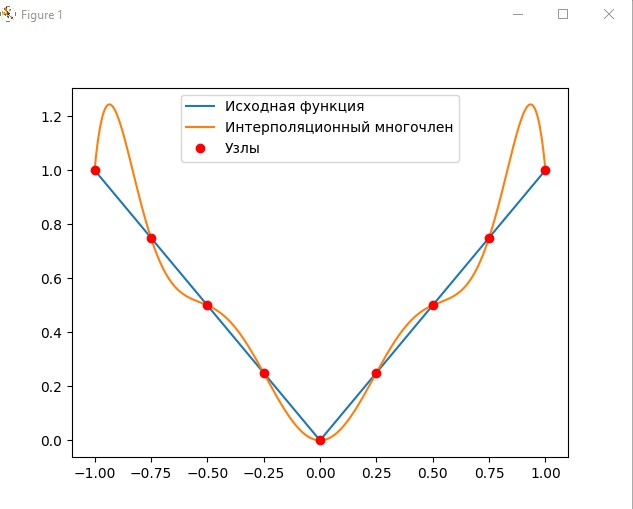 Figure 1
Исходная функция
Интерполяционный многочлен
Узлы
1.2
1.0
0.8
0.6
0.4
0.2
0.0
−1.00 −0.75 −0.50 −0.25 0.00 0.25 0.50 0.75 1.00